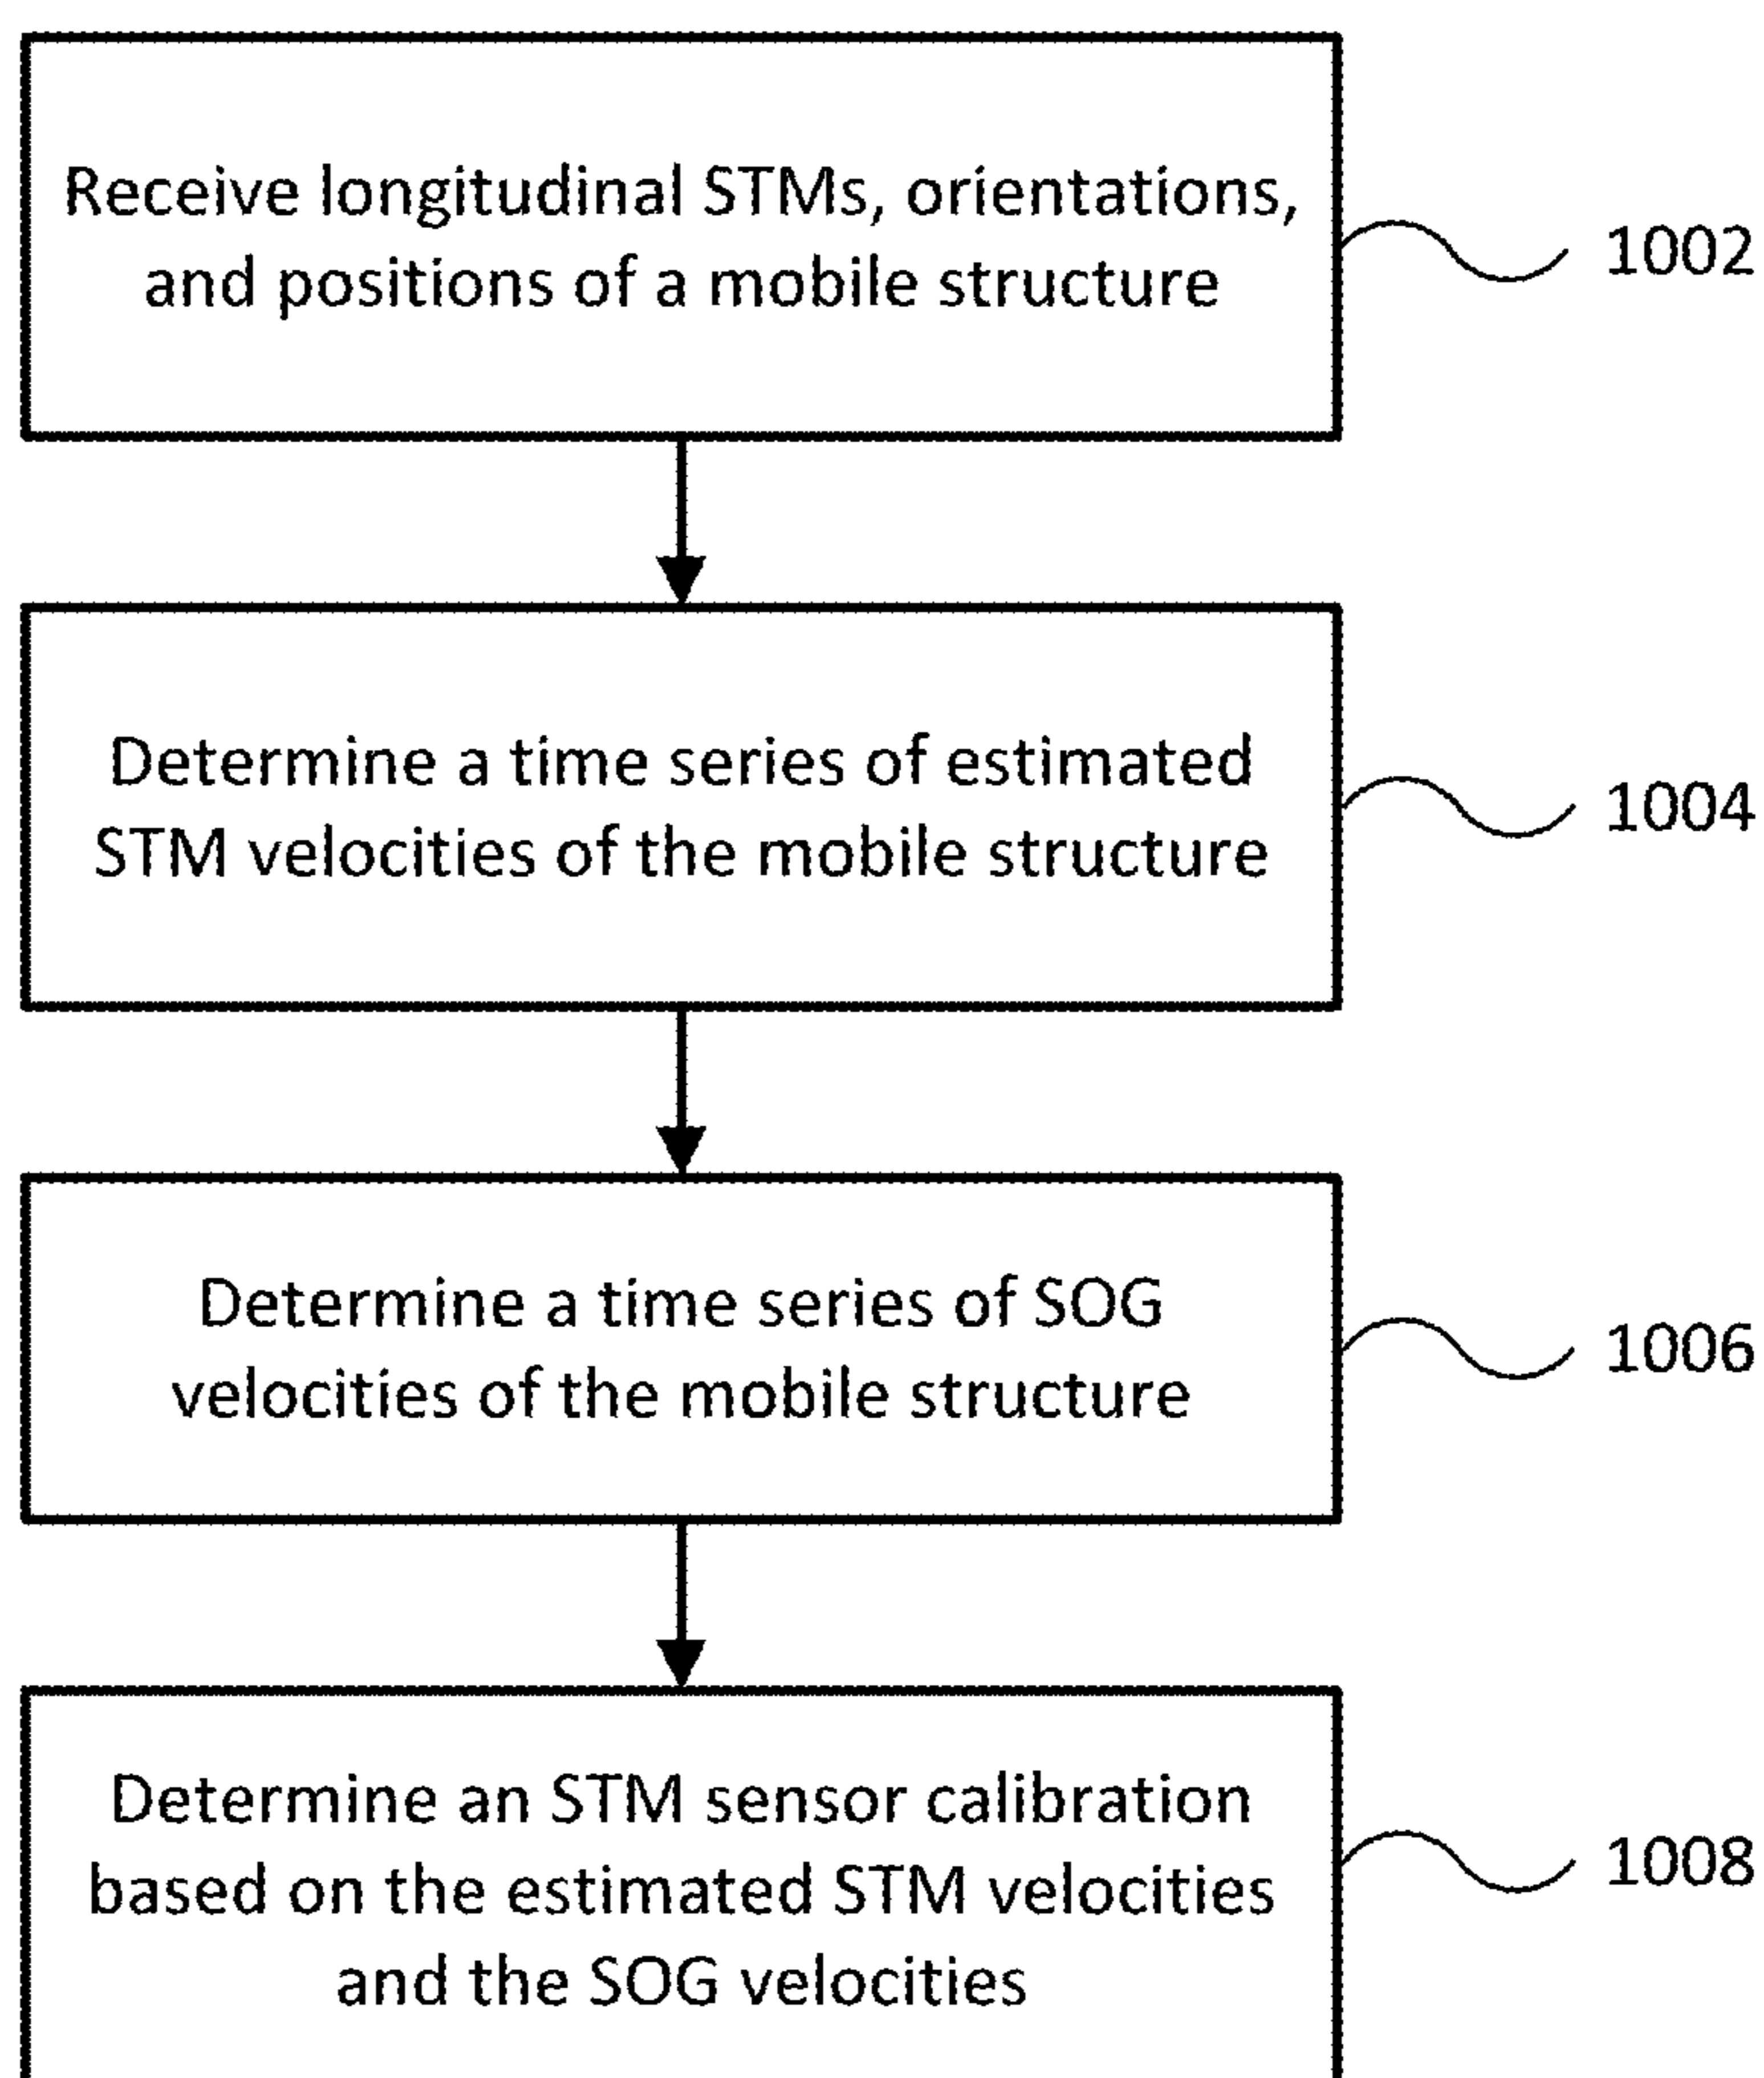 Receive longitudinal STMs, orientations,
and positions of a mobile structure
1002
Determine a time series of estimated
STM velocities of the mobile structure
1004
Determine a time series of SOG
velocities of the mobile structure
1006
Determine an STM sensor calibration
based on the estimated STM velocities
and the SOG velocities
1008